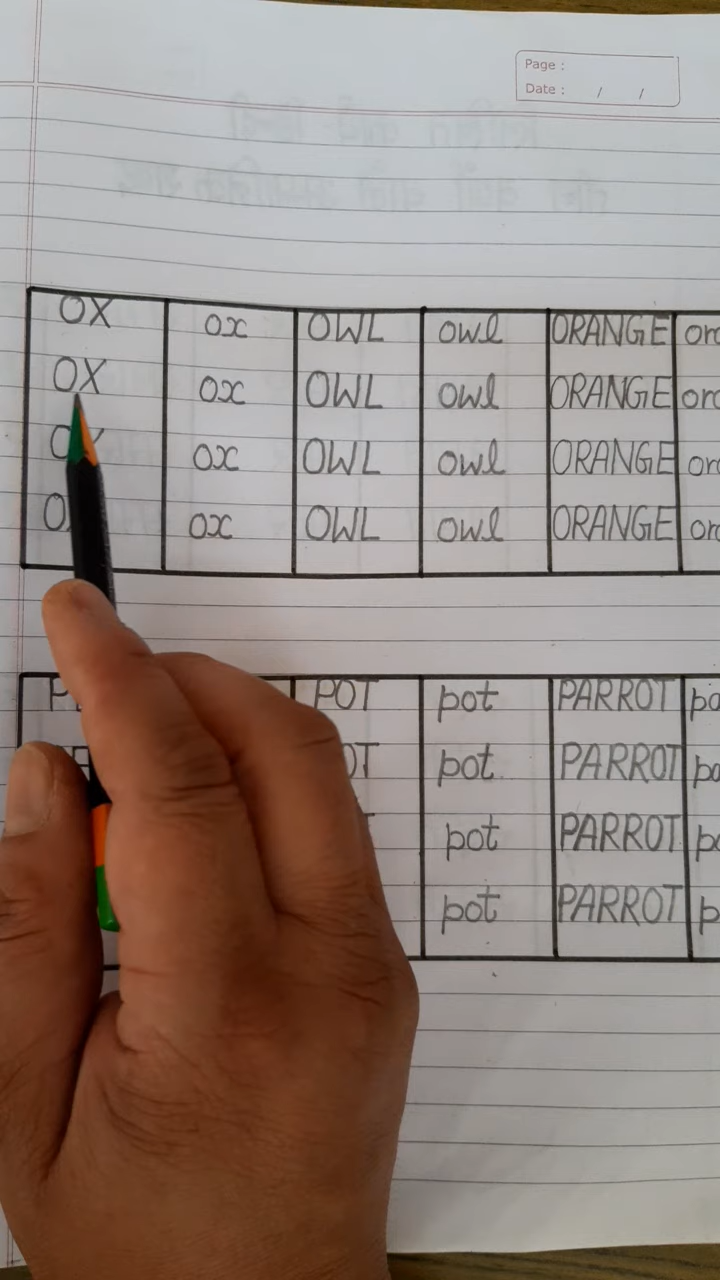 Page :
Date : / /
OX ox OWL owl ORANGE
OX ox OWL owl ORANGE
ox OWL owl ORANGE
ox OWL owl ORANGE
POT pot PARROT
pot PARROT
pot PARROT
pot PARROT